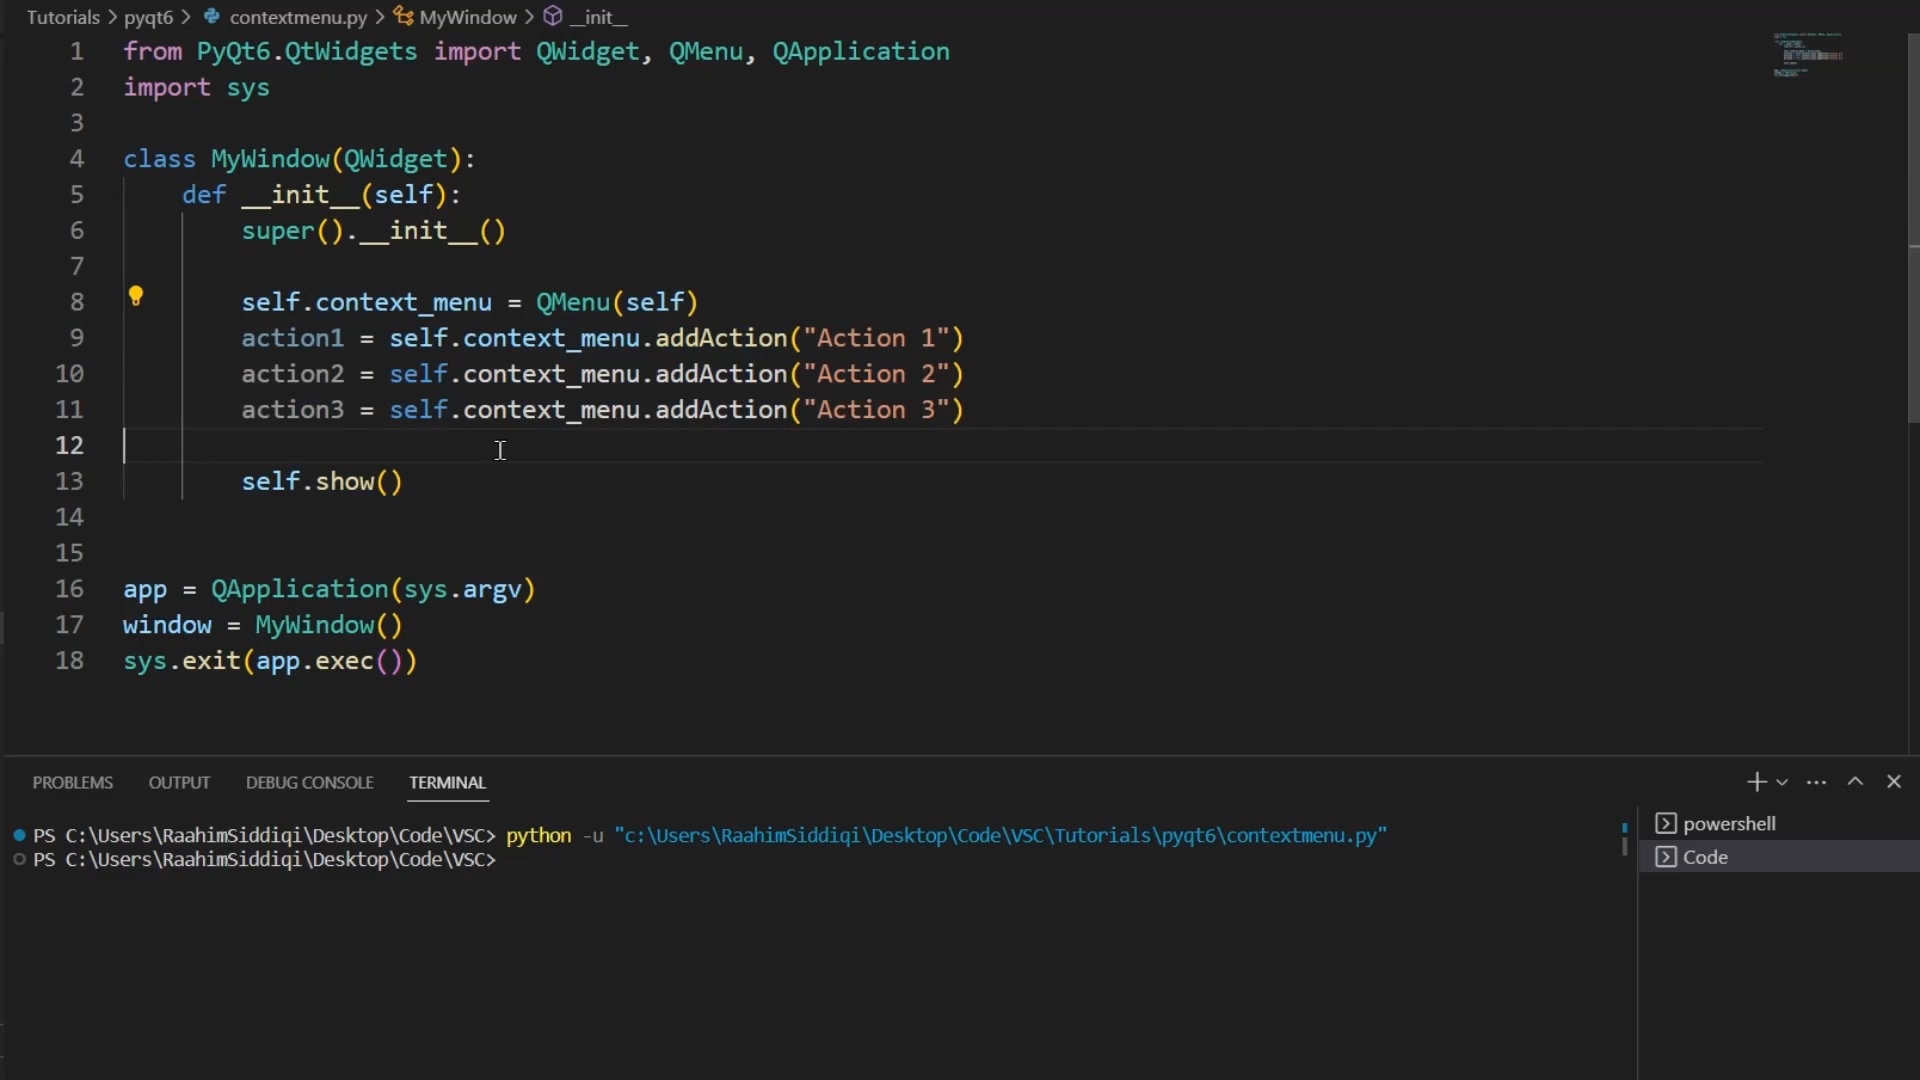 Tutorials > pyqt6 > contextmenu.py > MyWindow > __init__
1 from PyQt6.QtWidgets import QWidget, QMenu, QApplication
2 import sys
3
4 class MyWindow(QWidget):
5     def __init__(self):
6         super().__init__()
7
8         self.context_menu = QMenu(self)
9         action1 = self.context_menu.addAction("Action 1")
10         action2 = self.context_menu.addAction("Action 2")
11         action3 = self.context_menu.addAction("Action 3")
12
13         self.show()
14
15
16 app = QApplication(sys.argv)
17 window = MyWindow()
18 sys.exit(app.exec())
PROBLEMS OUTPUT DEBUG CONSOLE TERMINAL
PS C:\Users\RaahimSiddiqi\Desktop\Code\VSC> python -u "c:\Users\RaahimSiddiqi\Desktop\Code\VSC\Tutorials\pyqt6\contextmenu.py"
PS C:\Users\RaahimSiddiqi\Desktop\Code\VSC>
powershell
Code